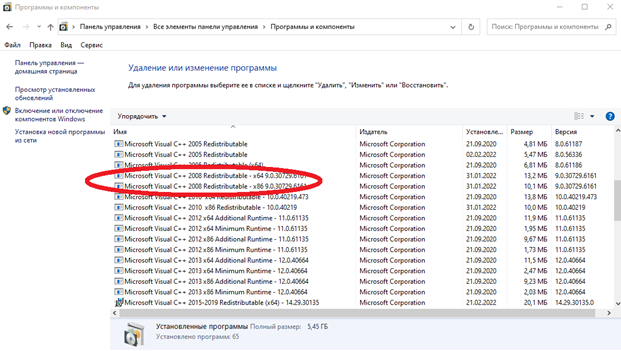 Программы и компоненты
Панель управления > Все элементы панели управления > Программы и компоненты
Поиск: Программы и компоненты
Файл Правка Вид Сервис
Панель управления — домашняя страница
Просмотр установленных обновлений
Включение или отключение компонентов Windows
Установка новой программы из сети
Удаление или изменение программы
Для удаления программы выберите ее в списке и щелкните "Удалить", "Изменить" или "Восстановить".
Упорядочить
Имя Издатель Установле... Размер Версия
Microsoft Visual C++ 2005 Redistributable Microsoft Corporation 21.09.2020 4,81 МБ 8.0.61187
Microsoft Visual C++ 2005 Redistributable Microsoft Corporation 02.02.2022 5,47 МБ 8.0.56336
Microsoft Visual C++ 2005 Redistributable (x64) Microsoft Corporation 21.09.2020 6,81 МБ 8.0.61186
Microsoft Visual C++ 2008 Redistributable - x64 9.0.30729.6161 Microsoft Corporation 31.01.2022 13,2 МБ 9.0.30729.6161
Microsoft Visual C++ 2008 Redistributable - x86 9.0.30729.6161 Microsoft Corporation 31.01.2022 10,1 МБ 9.0.30729.6161
Microsoft Visual C++ 2010 x64 Redistributable - 10.0.40219.473 Microsoft Corporation 21.09.2020 13,8 МБ 10.0.40219
Microsoft Visual C++ 2010 x86 Redistributable - 10.0.40219 Microsoft Corporation 31.01.2022 11,1 МБ 10.0.40219
Microsoft Visual C++ 2012 x64 Additional Runtime - 11.0.61135 Microsoft Corporation 21.09.2020 11,9 МБ 11.0.61135
Microsoft Visual C++ 2012 x64 Minimum Runtime - 11.0.61135 Microsoft Corporation 21.09.2020 1,95 МБ 11.0.61135
Microsoft Visual C++ 2012 x86 Additional Runtime - 11.0.61135 Microsoft Corporation 21.09.2020 9,67 МБ 11.0.61135
Microsoft Visual C++ 2012 x86 Minimum Runtime - 11.0.61135 Microsoft Corporation 21.09.2020 1,73 МБ 11.0.61135
Microsoft Visual C++ 2013 x64 Additional Runtime - 12.0.40664 Microsoft Corporation 21.09.2020 11,5 МБ 12.0.40664
Microsoft Visual C++ 2013 x64 Minimum Runtime - 12.0.40664 Microsoft Corporation 21.09.2020 2,47 МБ 12.0.40664
Microsoft Visual C++ 2013 x86 Additional Runtime - 12.0.40664 Microsoft Corporation 21.09.2020 9,23 МБ 12.0.40664
Microsoft Visual C++ 2013 x86 Minimum Runtime - 12.0.40664 Microsoft Corporation 21.09.2020 2,03 МБ 12.0.40664
Microsoft Visual C++ 2015-2019 Redistributable (x64) - 14.29.30135 Microsoft Corporation 21.02.2022 20,1 МБ 14.29.30135.0
Установленные программы Полный размер: 5,45 ГБ
Установлено программ: 65